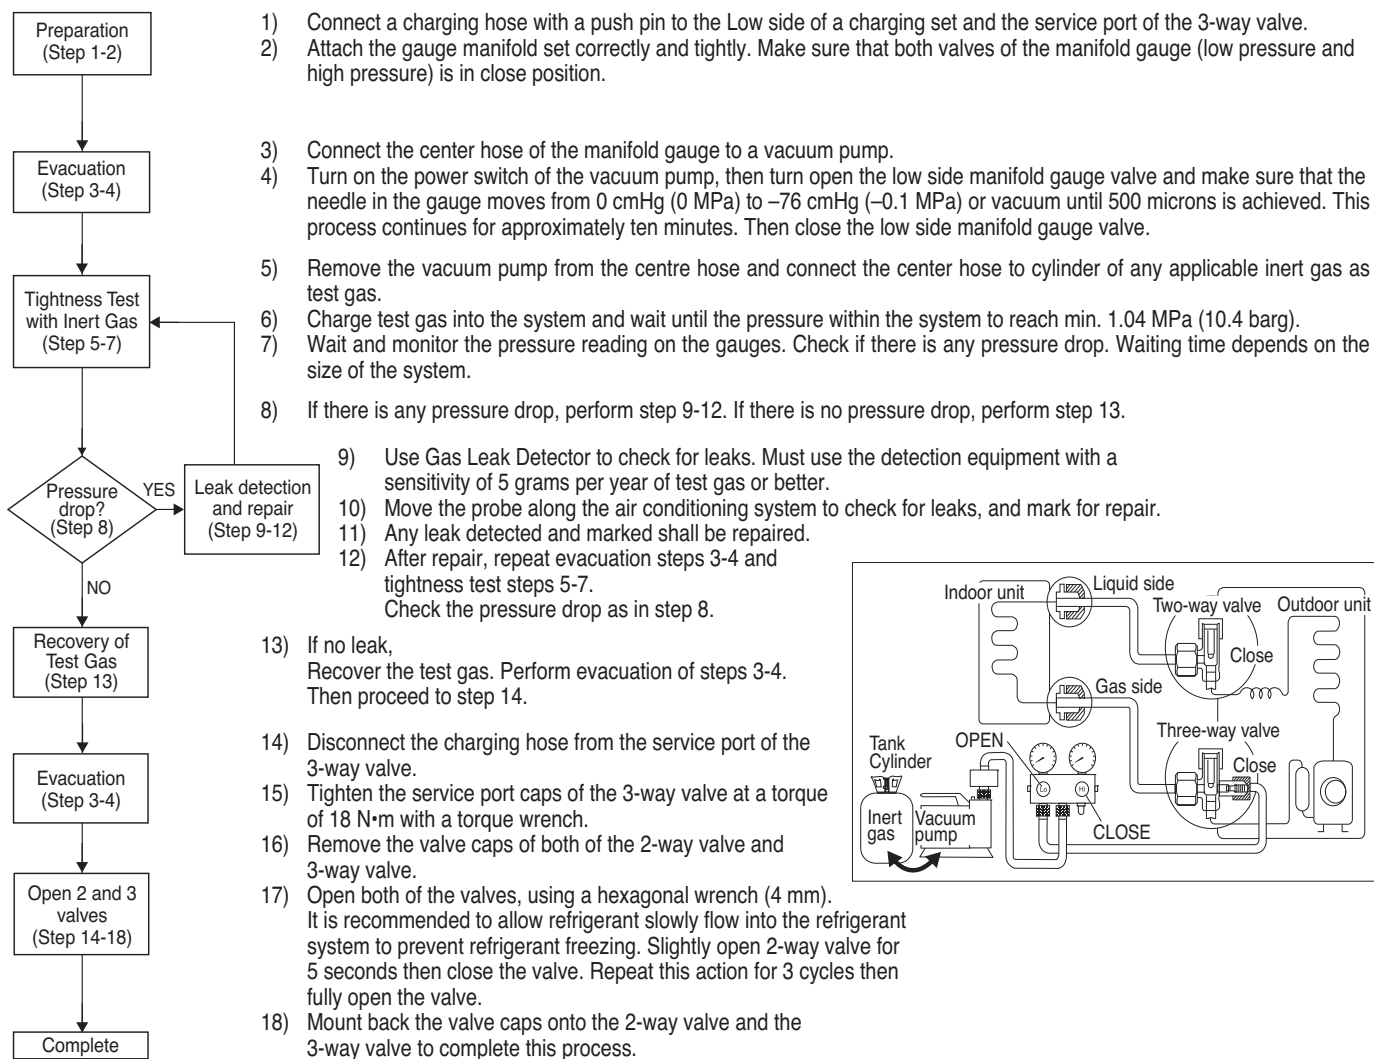 Preparation
(Step 1-2)
1) Connect a charging hose with a push pin to the Low side of a charging set and the service port of the 3-way valve.
2) Attach the gauge manifold set correctly and tightly. Make sure that both valves of the manifold gauge (low pressure and
high pressure) is in close position.
Evacuation
(Step 3-4)
3) Connect the center hose of the manifold gauge to a vacuum pump.
4) Turn on the power switch of the vacuum pump, then turn open the low side manifold gauge valve and make sure that the
needle in the gauge moves from 0 cmHg (0 MPa) to –76 cmHg (–0.1 MPa) or vacuum until 500 microns is achieved. This
process continues for approximately ten minutes. Then close the low side manifold gauge valve.
Tightness Test
with Inert Gas
(Step 5-7)
5) Remove the vacuum pump from the centre hose and connect the center hose to cylinder of any applicable inert gas as
test gas.
6) Charge test gas into the system and wait until the pressure within the system to reach min. 1.04 MPa (10.4 barg).
7) Wait and monitor the pressure reading on the gauges. Check if there is any pressure drop. Waiting time depends on the
size of the system.
8) If there is any pressure drop, perform step 9-12. If there is no pressure drop, perform step 13.
Pressure
drop?
(Step 8)
YES
NO
Leak detection
and repair
(Step 9-12)
9) Use Gas Leak Detector to check for leaks. Must use the detection equipment with a
sensitivity of 5 grams per year of test gas or better.
10) Move the probe along the air conditioning system to check for leaks, and mark for repair.
11) Any leak detected and marked shall be repaired.
12) After repair, repeat evacuation steps 3-4 and
tightness test steps 5-7.
Check the pressure drop as in step 8.
Recovery of
Test Gas
(Step 13)
13) If no leak,
Recover the test gas. Perform evacuation of steps 3-4.
Then proceed to step 14.
Evacuation
(Step 3-4)
14) Disconnect the charging hose from the service port of the
3-way valve.
15) Tighten the service port caps of the 3-way valve at a torque
of 18 N•m with a torque wrench.
16) Remove the valve caps of both of the 2-way valve and
3-way valve.
Open 2 and 3
valves
(Step 14-18)
17) Open both of the valves, using a hexagonal wrench (4 mm).
It is recommended to allow refrigerant slowly flow into the refrigerant
system to prevent refrigerant freezing. Slightly open 2-way valve for
5 seconds then close the valve. Repeat this action for 3 cycles then
fully open the valve.
18) Mount back the valve caps onto the 2-way valve and the
3-way valve to complete this process.
Complete
Indoor unit
Liquid side
Two-way valve
Outdoor unit
Close
Gas side
Three-way valve
Close
Tank
Cylinder
OPEN
Lo
Hi
CLOSE
Inert
gas
Vacuum
pump